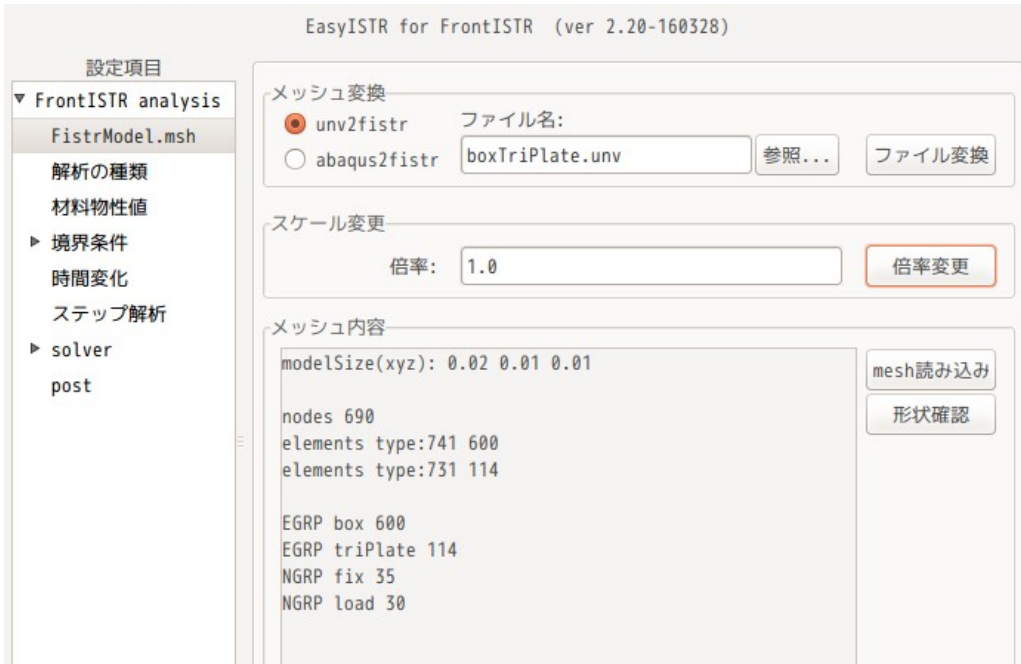 EasyISTR for FrontISTR (ver 2.20-160328)
設定項目
FrontISTR analysis
FistrModel.msh
解析の種類
材料物性値
境界条件
時間変化
ステップ解析
solver
post
メッシュ変換
unv2fistr
abaqus2fistr
ファイル名:
boxTriPlate.unv
参照...
ファイル変換
スケール変更
倍率:
1.0
倍率変更
メッシュ内容
modelSize(xyz): 0.02 0.01 0.01
nodes 690
elements type:741 600
elements type:731 114
EGRP box 600
EGRP triPlate 114
NGRP fix 35
NGRP load 30
mesh読み込み
形状確認